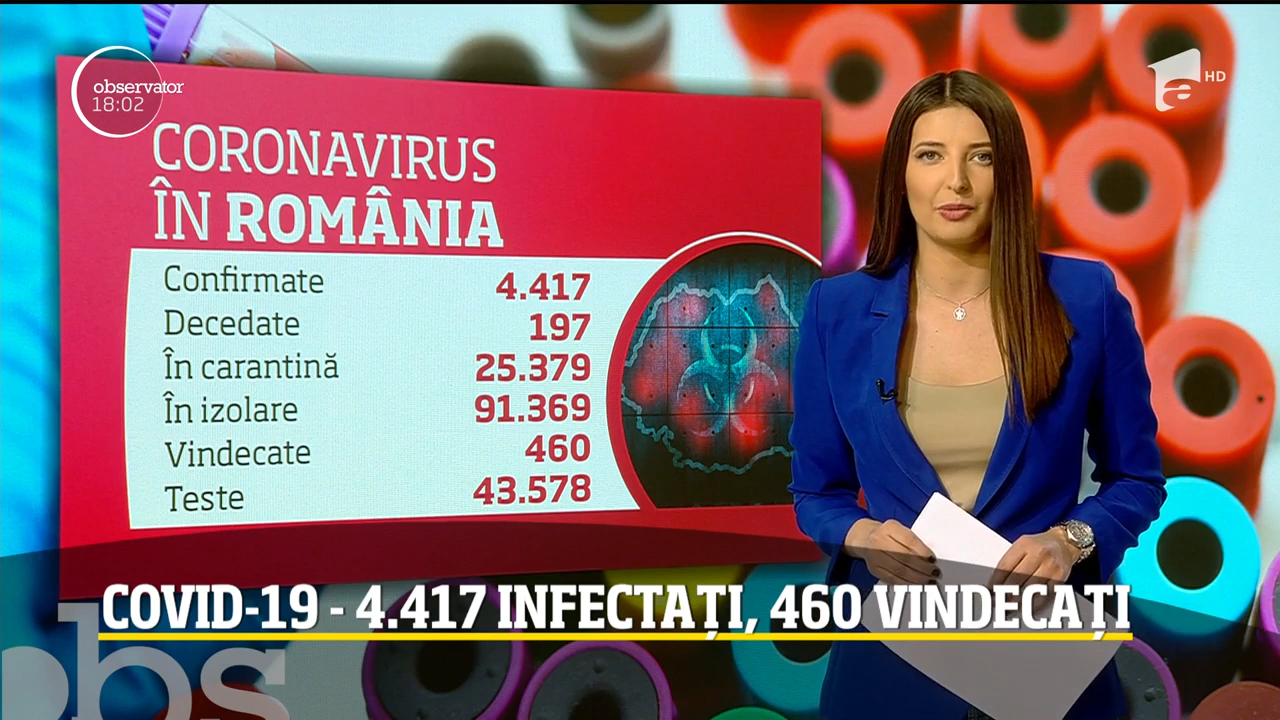 observator
18:02
HD
CORONAVIRUS
ÎN ROMÂNIA
Confirmate 4.417
Decedate 197
În carantină 25.379
În izolare 91.369
Vindecate 460
Teste 43.578
COVID-19 - 4.417 INFECTAȚI, 460 VINDECAȚI
obs